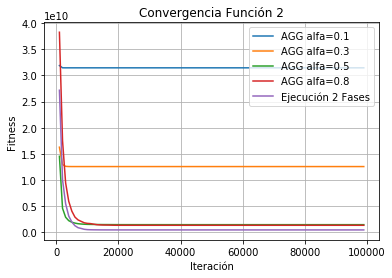 Convergencia Función 2
1e10
4.0
3.5
3.0
2.5
2.0
1.5
1.0
0.5
0.0
Fitness
AGG alfa=0.1
AGG alfa=0.3
AGG alfa=0.5
AGG alfa=0.8
Ejecución 2 Fases
0
20000
40000
60000
80000
100000
Iteración